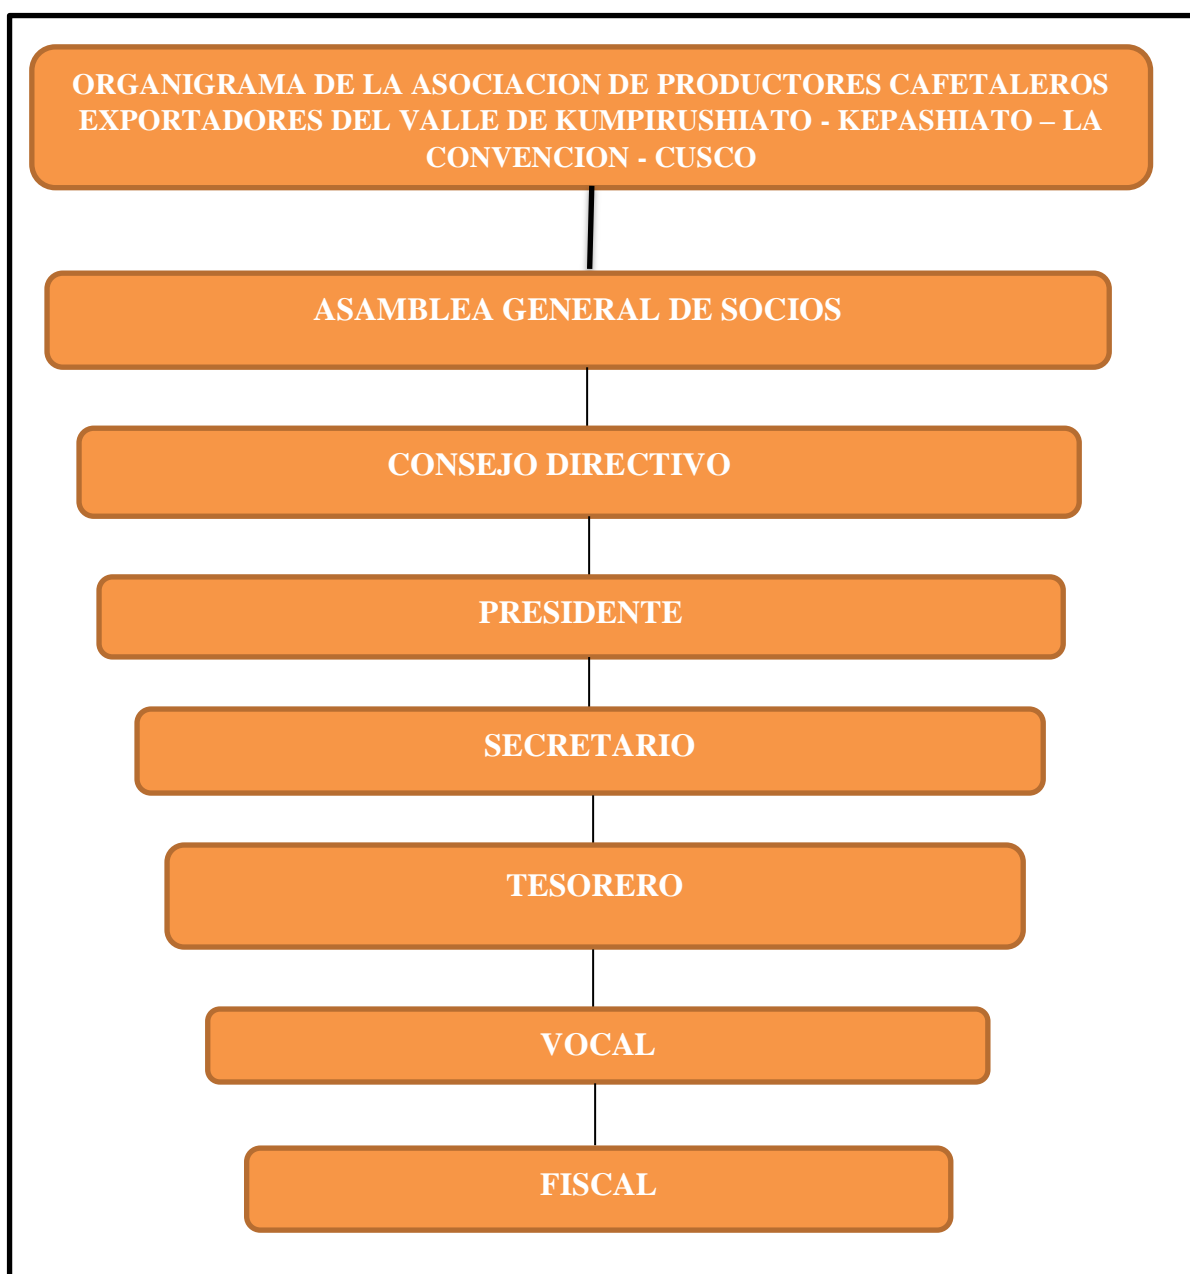 ORGANIGRAMA DE LA ASOCIACION DE PRODUCTORES CAFETALEROS
EXPORTADORES DEL VALLE DE KUMPIRUSHIATO - KEPASHIATO – LA
CONVENCION - CUSCO
ASAMBLEA GENERAL DE SOCIOS
CONSEJO DIRECTIVO
PRESIDENTE
SECRETARIO
TESORERO
VOCAL
FISCAL